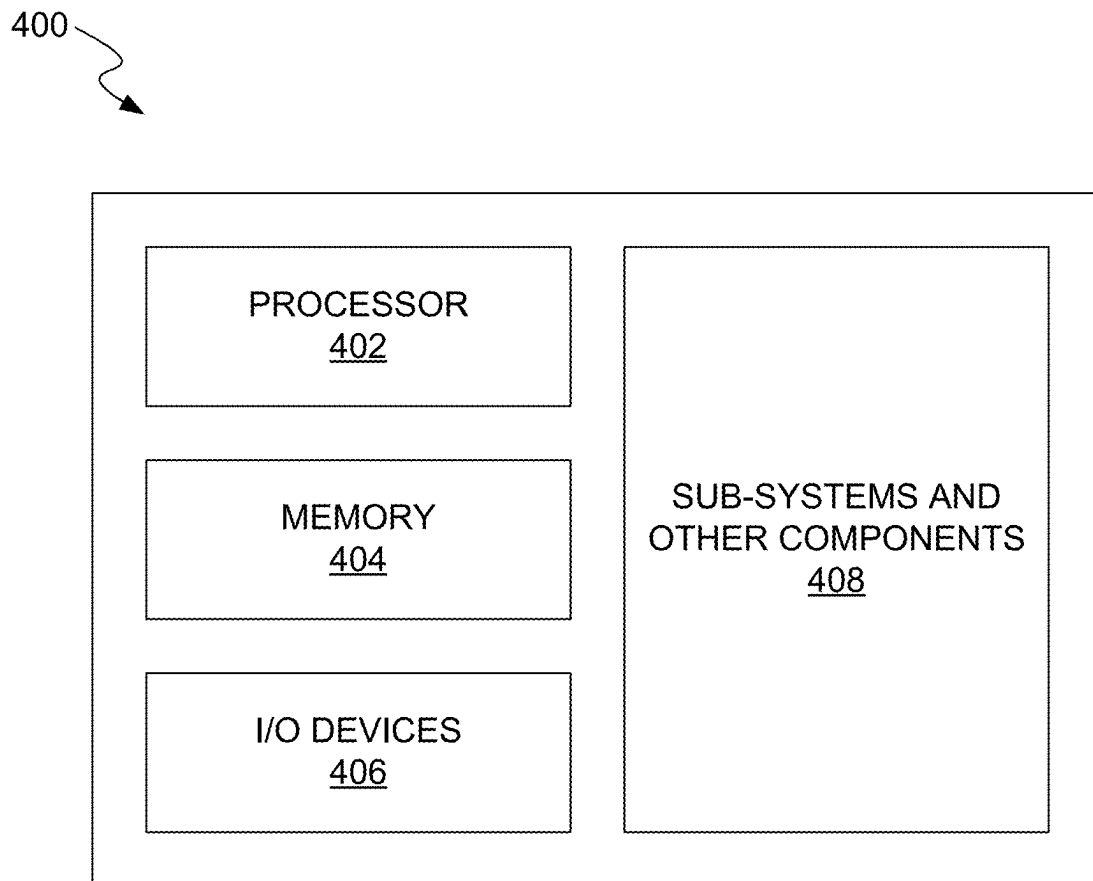 400
PROCESSOR
402
MEMORY
404
I/O DEVICES
406
SUB-SYSTEMS AND
OTHER COMPONENTS
408